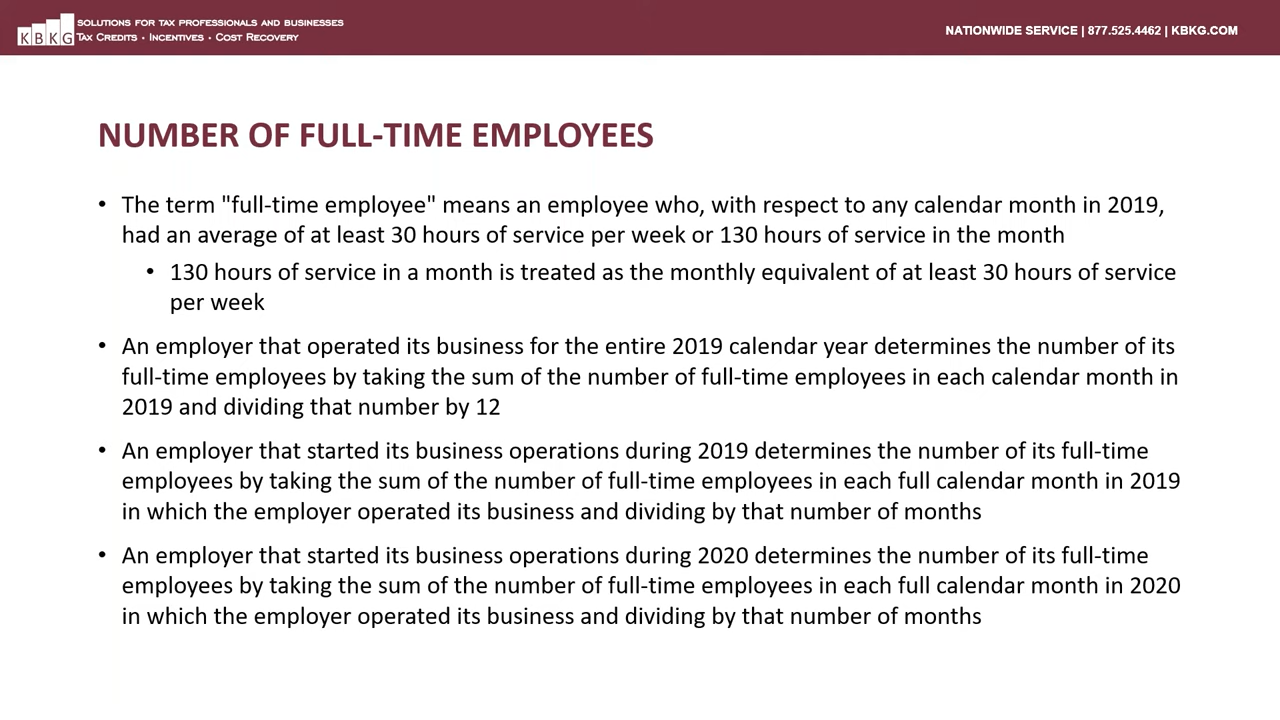 SOLUTIONS FOR TAX PROFESSIONALS AND BUSINESSES
KBKG TAX CREDITS • INCENTIVES • COST RECOVERY
NATIONWIDE SERVICE | 877.525.4462 | KBKG.COM
NUMBER OF FULL-TIME EMPLOYEES
• The term "full-time employee" means an employee who, with respect to any calendar month in 2019,
had an average of at least 30 hours of service per week or 130 hours of service in the month
• 130 hours of service in a month is treated as the monthly equivalent of at least 30 hours of service
per week
• An employer that operated its business for the entire 2019 calendar year determines the number of its
full-time employees by taking the sum of the number of full-time employees in each calendar month in
2019 and dividing that number by 12
• An employer that started its business operations during 2019 determines the number of its full-time
employees by taking the sum of the number of full-time employees in each full calendar month in 2019
in which the employer operated its business and dividing by that number of months
• An employer that started its business operations during 2020 determines the number of its full-time
employees by taking the sum of the number of full-time employees in each full calendar month in 2020
in which the employer operated its business and dividing by that number of months